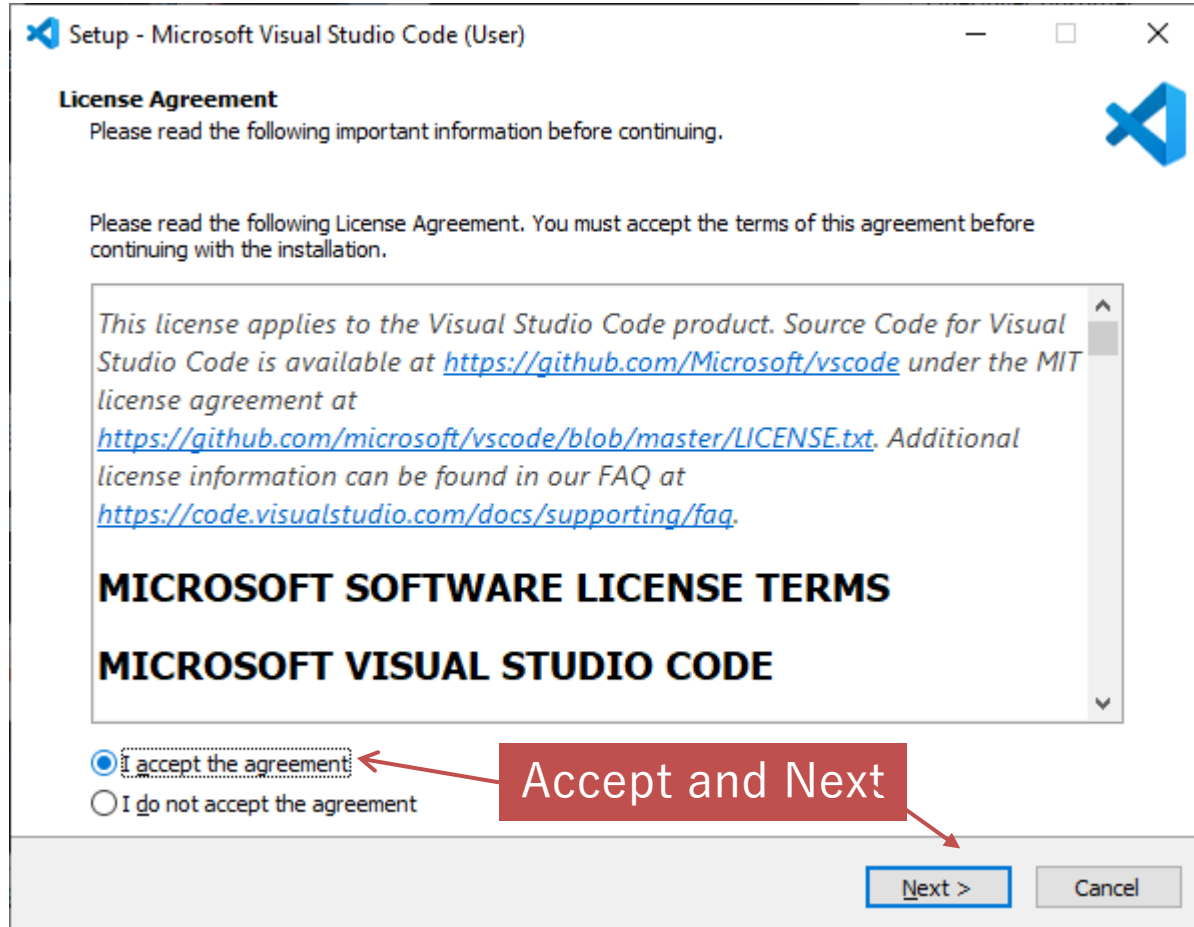 Setup - Microsoft Visual Studio Code (User)
License Agreement
Please read the following important information before continuing.
Please read the following License Agreement. You must accept the terms of this agreement before
continuing with the installation.
This license applies to the Visual Studio Code product. Source Code for Visual
Studio Code is available at https://github.com/Microsoft/vscode under the MIT
license agreement at
https://github.com/microsoft/vscode/blob/master/LICENSE.txt. Additional
license information can be found in our FAQ at
https://code.visualstudio.com/docs/supporting/faq.
MICROSOFT SOFTWARE LICENSE TERMS
MICROSOFT VISUAL STUDIO CODE
I accept the agreement
I do not accept the agreement
Accept and Next
Next >
Cancel